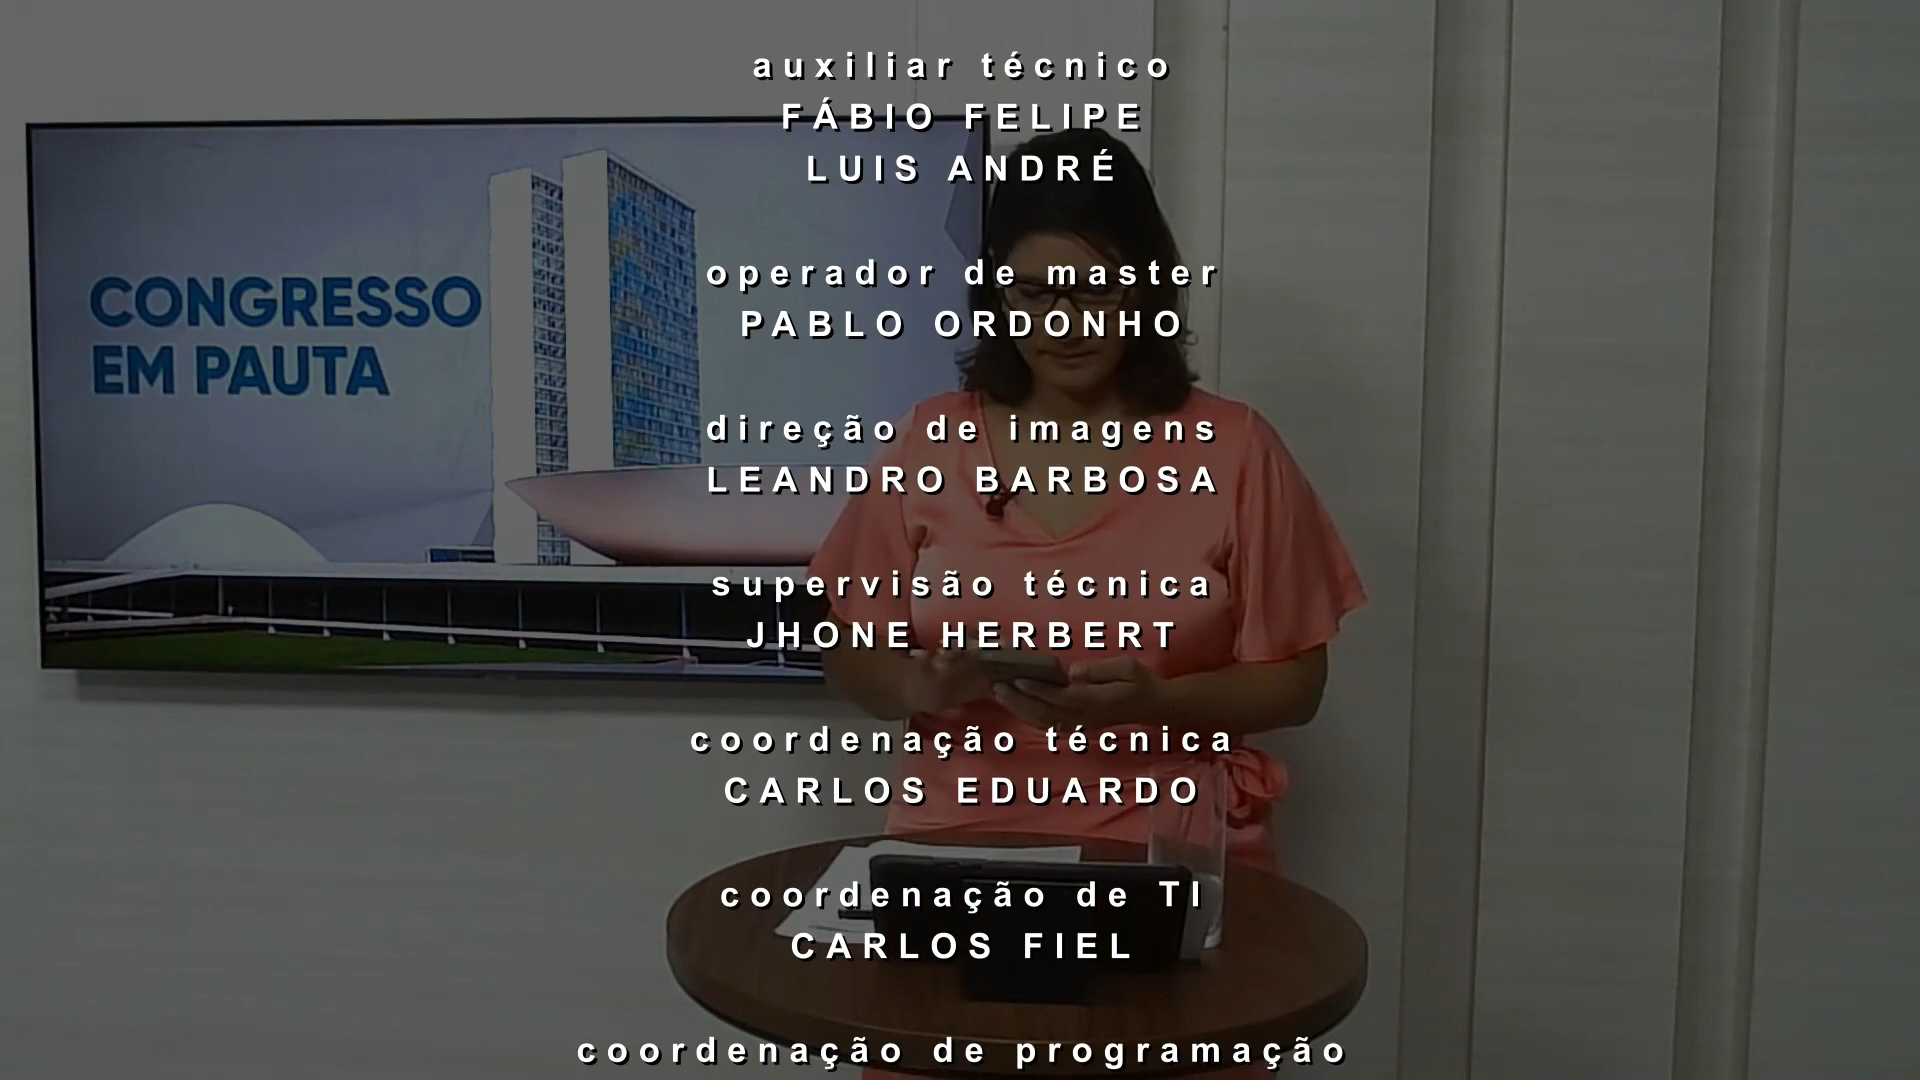 auxiliar técnico
FÁBIO FELIPE
LUIS ANDRÉ
operador de master
PABLO ORDONHO
direção de imagens
LEANDRO BARBOSA
supervisão técnica
JHONE HERBERT
coordenação técnica
CARLOS EDUARDO
coordenação de TI
CARLOS FIEL
coordenação de programação
CONGRESSO
EM PAUTA